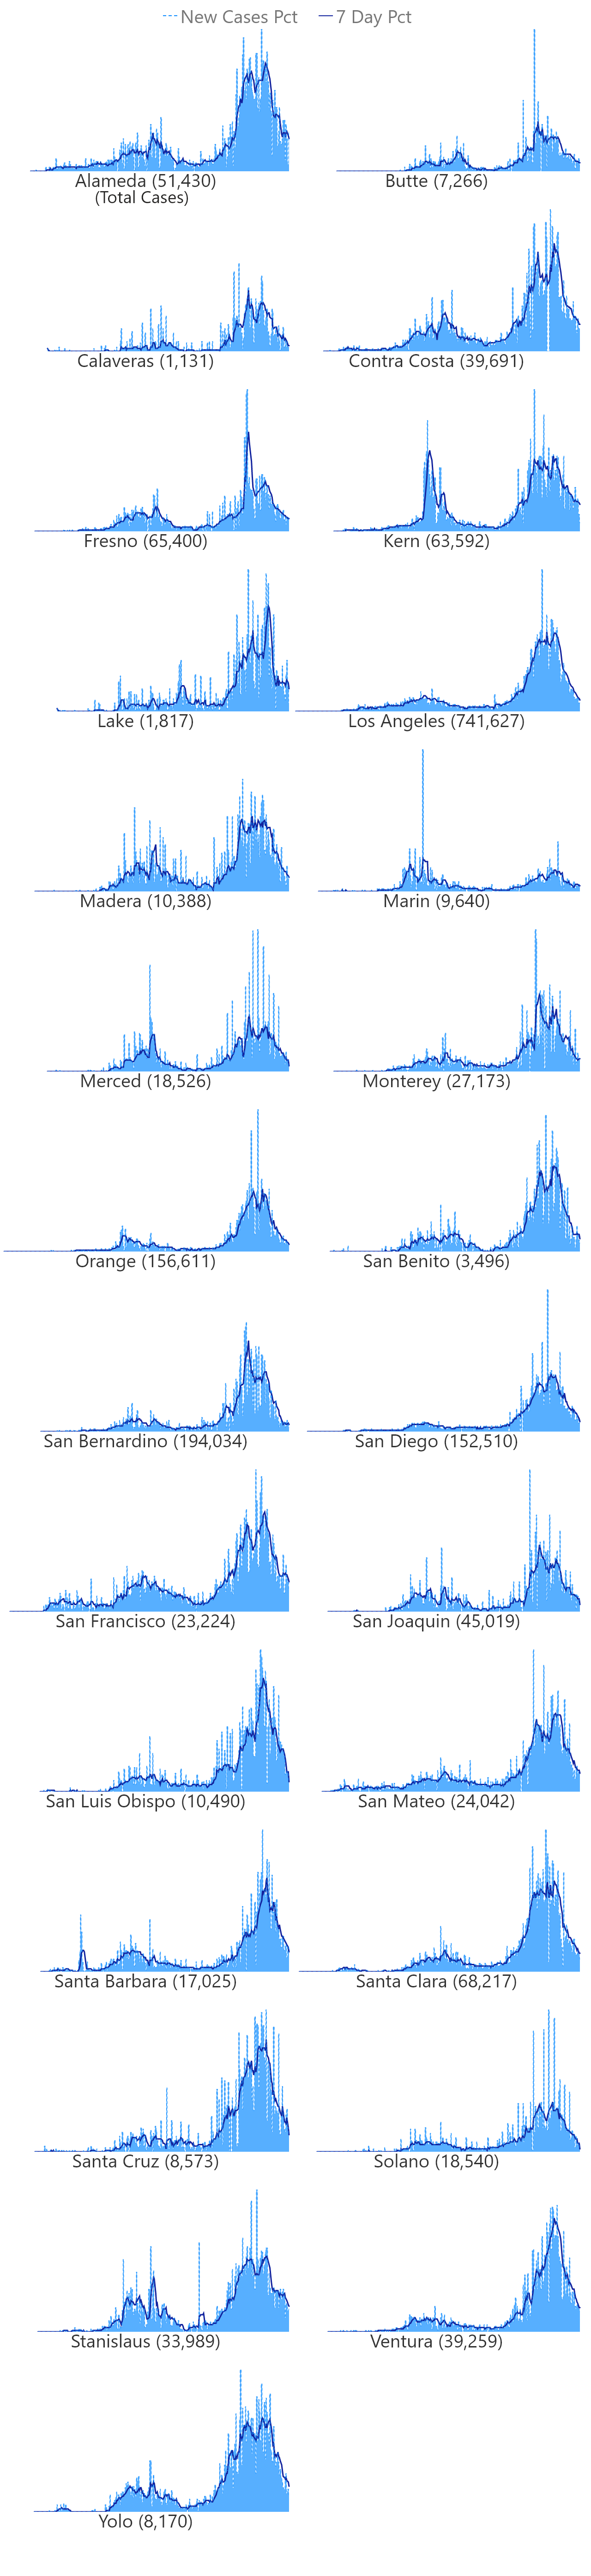 New Cases Pct 7 Day Pct
Alameda (51,430) Butte (7,266)
(Total Cases)
Calaveras (1,131) Contra Costa (39,691)
Fresno (65,400) Kern (63,592)
Lake (1,817) Los Angeles (741,627)
Madera (10,388) Marin (9,640)
Merced (18,526) Monterey (27,173)
Orange (156,611) San Benito (3,496)
San Bernardino (194,034) San Diego (152,510)
San Francisco (23,224) San Joaquin (45,019)
San Luis Obispo (10,490) San Mateo (24,042)
Santa Barbara (17,025) Santa Clara (68,217)
Santa Cruz (8,573) Solano (18,540)
Stanislaus (33,989) Ventura (39,259)
Yolo (8,170)